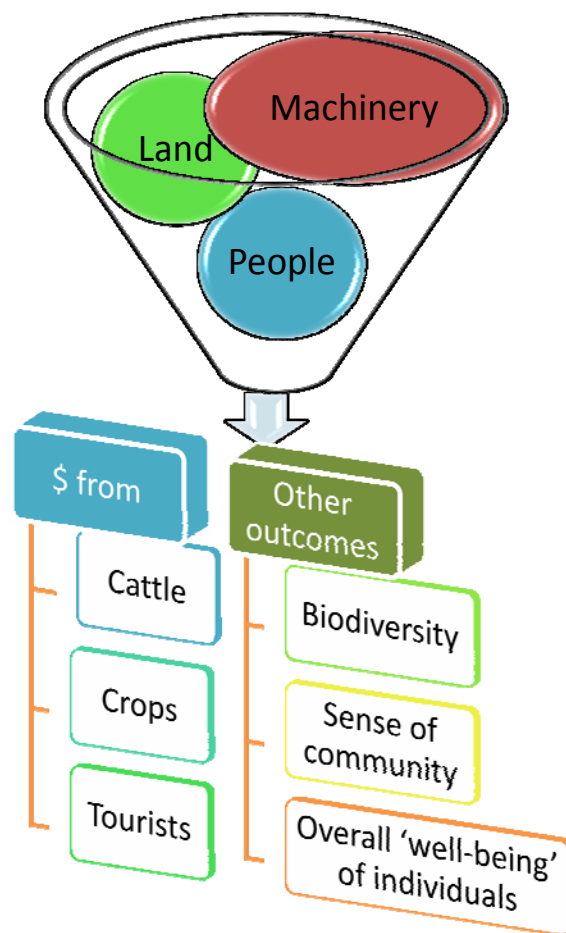 Machinery
Land
People
$ from
Cattle
Crops
Tourists
Other
outcomes
Biodiversity
Sense of
community
Overall ‘well-being’
of individuals